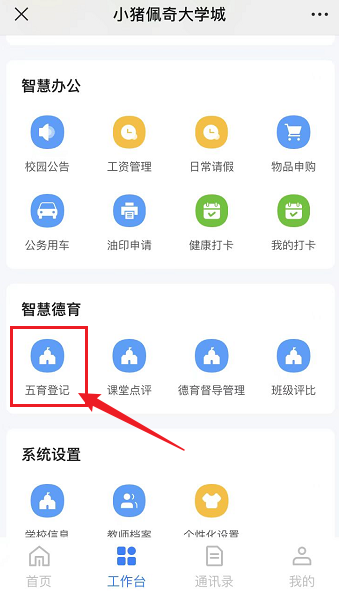 小猪佩奇大学城
智慧办公
校园公告 工资管理 日常请假 物品申购
公务用车 油印申请 健康打卡 我的打卡
智慧德育
五育登记 课堂点评 德育督导管理 班级评比
系统设置
学校信息 教师档案 个性化设置
首页 工作台 通讯录 我的